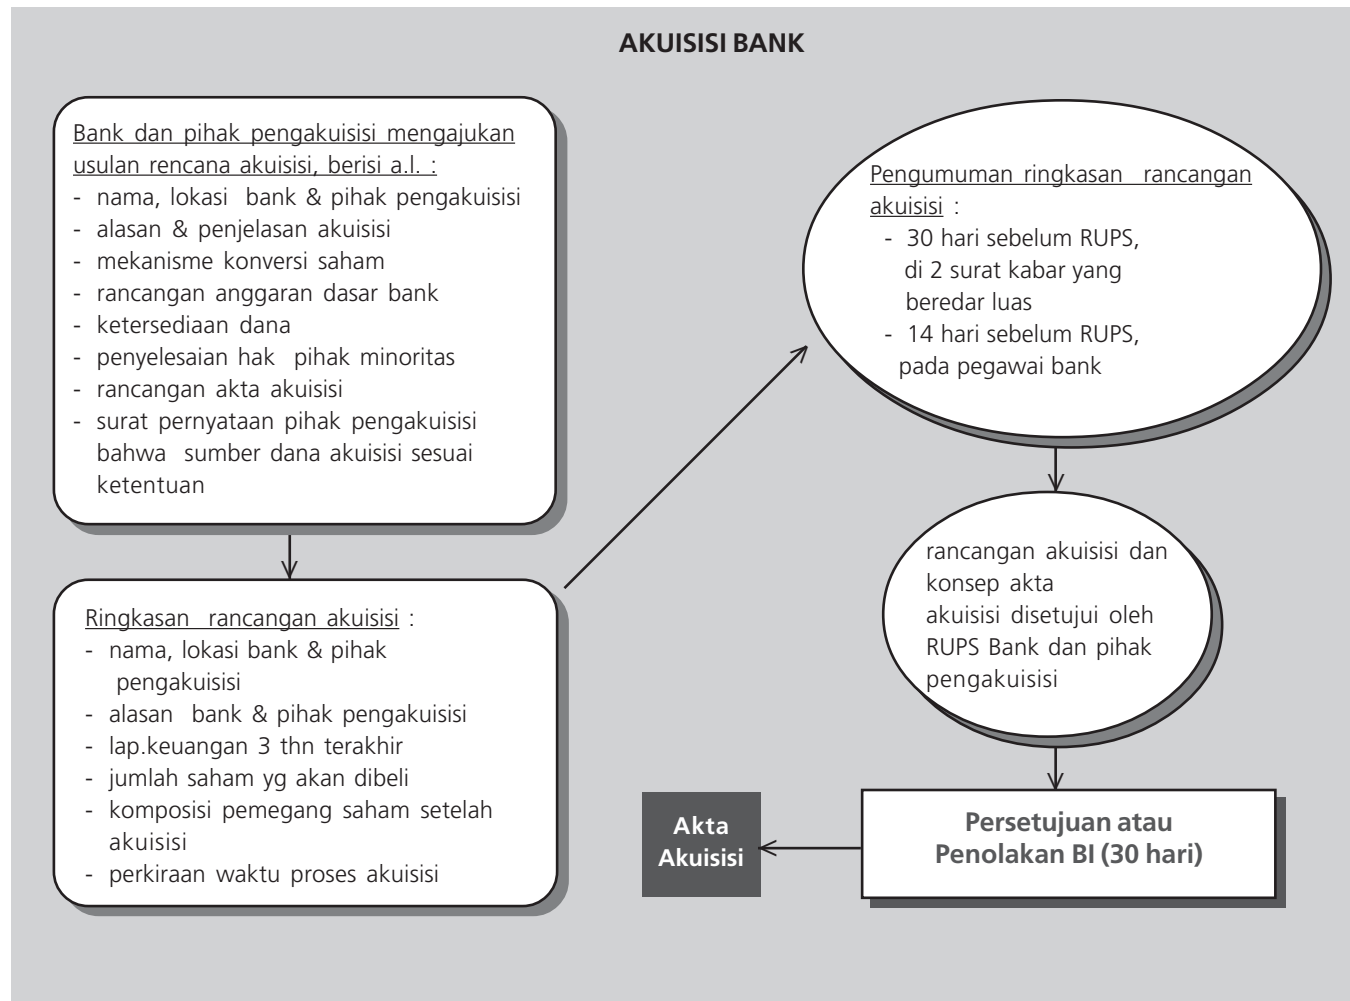 AKUISISI BANK
Bank dan pihak pengakuisisi mengajukan
usulan rencana akuisisi, berisi a.l. :
- nama, lokasi bank & pihak pengakuisisi
- alasan & penjelasan akuisisi
- mekanisme konversi saham
- rancangan anggaran dasar bank
- ketersediaan dana
- penyelesaian hak pihak minoritas
- rancangan akta akuisisi
- surat pernyataan pihak pengakuisisi
bahwa sumber dana akuisisi sesuai
ketentuan
Ringkasan rancangan akuisisi :
- nama, lokasi bank & pihak
pengakuisisi
- alasan bank & pihak pengakuisisi
- lap.keuangan 3 thn terakhir
- jumlah saham yg akan dibeli
- komposisi pemegang saham setelah
akuisisi
- perkiraan waktu proses akuisisi
Pengumuman ringkasan rancangan
akuisisi :
- 30 hari sebelum RUPS,
di 2 surat kabar yang
beredar luas
- 14 hari sebelum RUPS,
pada pegawai bank
rancangan akuisisi dan
konsep akta
akuisisi disetujui oleh
RUPS Bank dan pihak
pengakuisisi
Persetujuan atau
Penolakan BI (30 hari)
Akta
Akuisisi